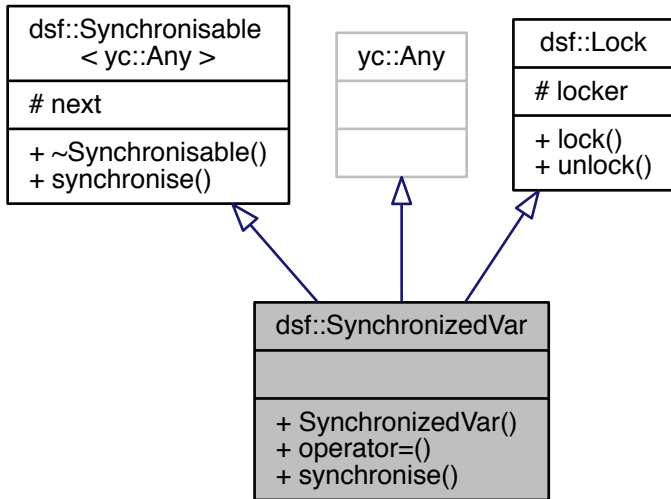 dsf::Synchronisable
< yc::Any >
# next
+ ~Synchronisable()
+ synchronise()
yc::Any
dsf::Lock
# locker
+ lock()
+ unlock()
dsf::SynchronizedVar
+ SynchronizedVar()
+ operator=()
+ synchronise()